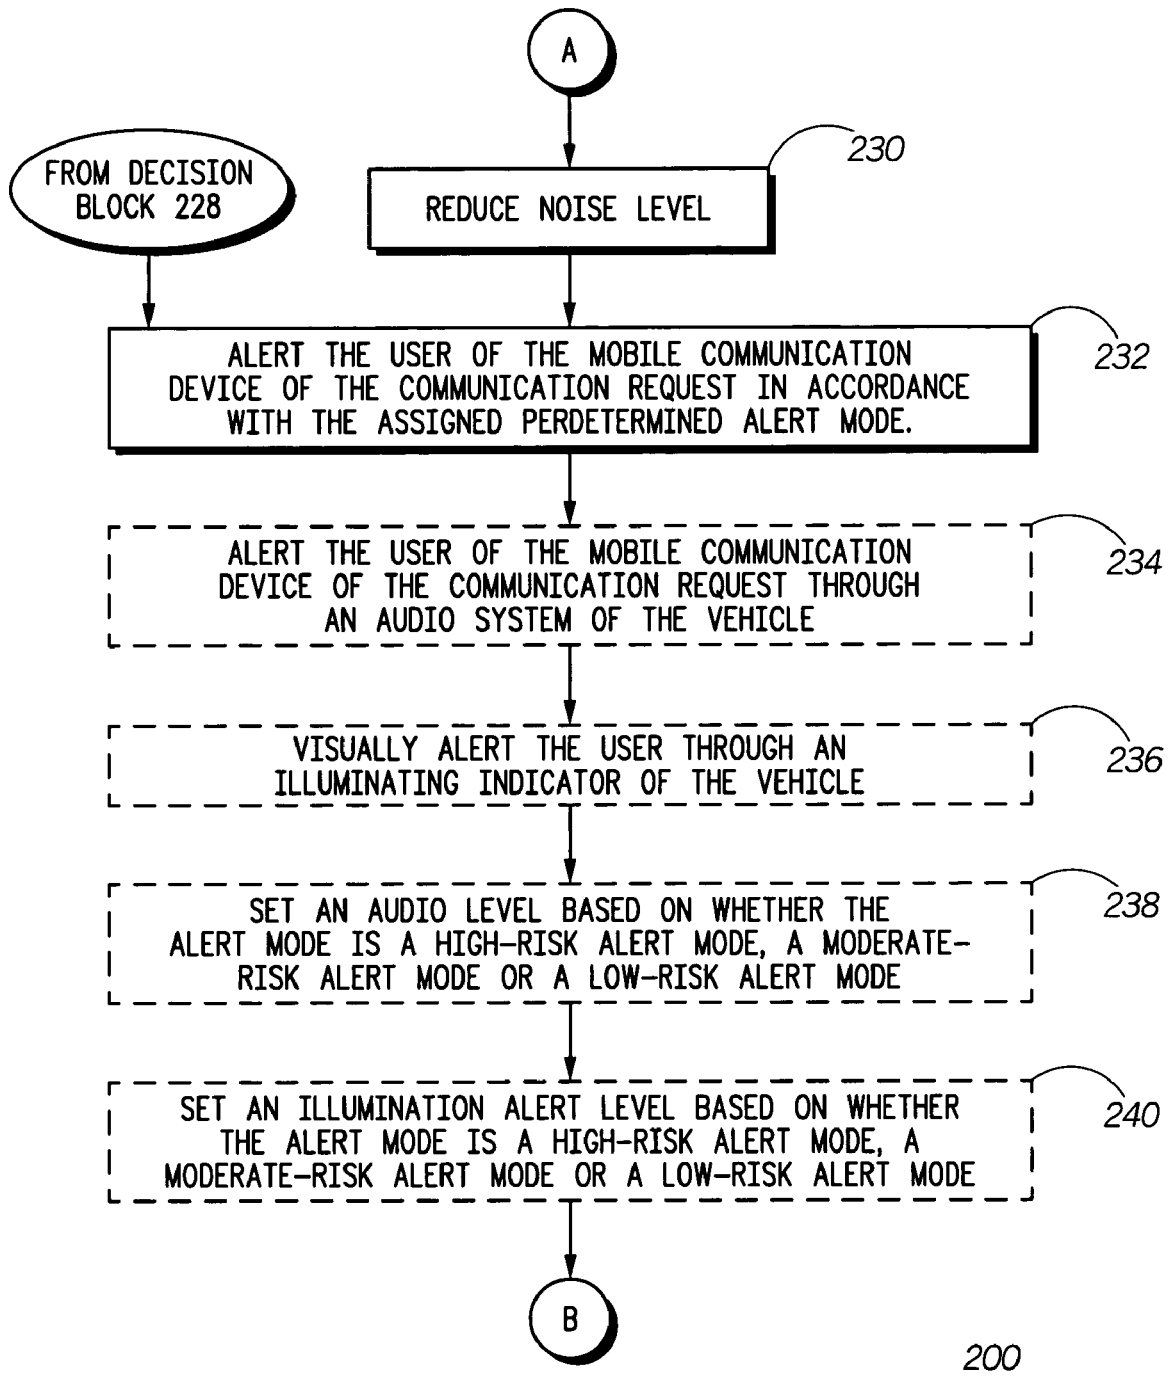 A
230
FROM DECISION
BLOCK 228
REDUCE NOISE LEVEL
232
ALERT THE USER OF THE MOBILE COMMUNICATION
DEVICE OF THE COMMUNICATION REQUEST IN ACCORDANCE
WITH THE ASSIGNED PERDETERMINED ALERT MODE.
234
ALERT THE USER OF THE MOBILE COMMUNICATION
DEVICE OF THE COMMUNICATION REQUEST THROUGH
AN AUDIO SYSTEM OF THE VEHICLE
236
VISUALLY ALERT THE USER THROUGH AN
ILLUMINATING INDICATOR OF THE VEHICLE
238
SET AN AUDIO LEVEL BASED ON WHETHER THE
ALERT MODE IS A HIGH-RISK ALERT MODE, A MODERATE-
RISK ALERT MODE OR A LOW-RISK ALERT MODE
240
SET AN ILLUMINATION ALERT LEVEL BASED ON WHETHER
THE ALERT MODE IS A HIGH-RISK ALERT MODE, A
MODERATE-RISK ALERT MODE OR A LOW-RISK ALERT MODE
B
200